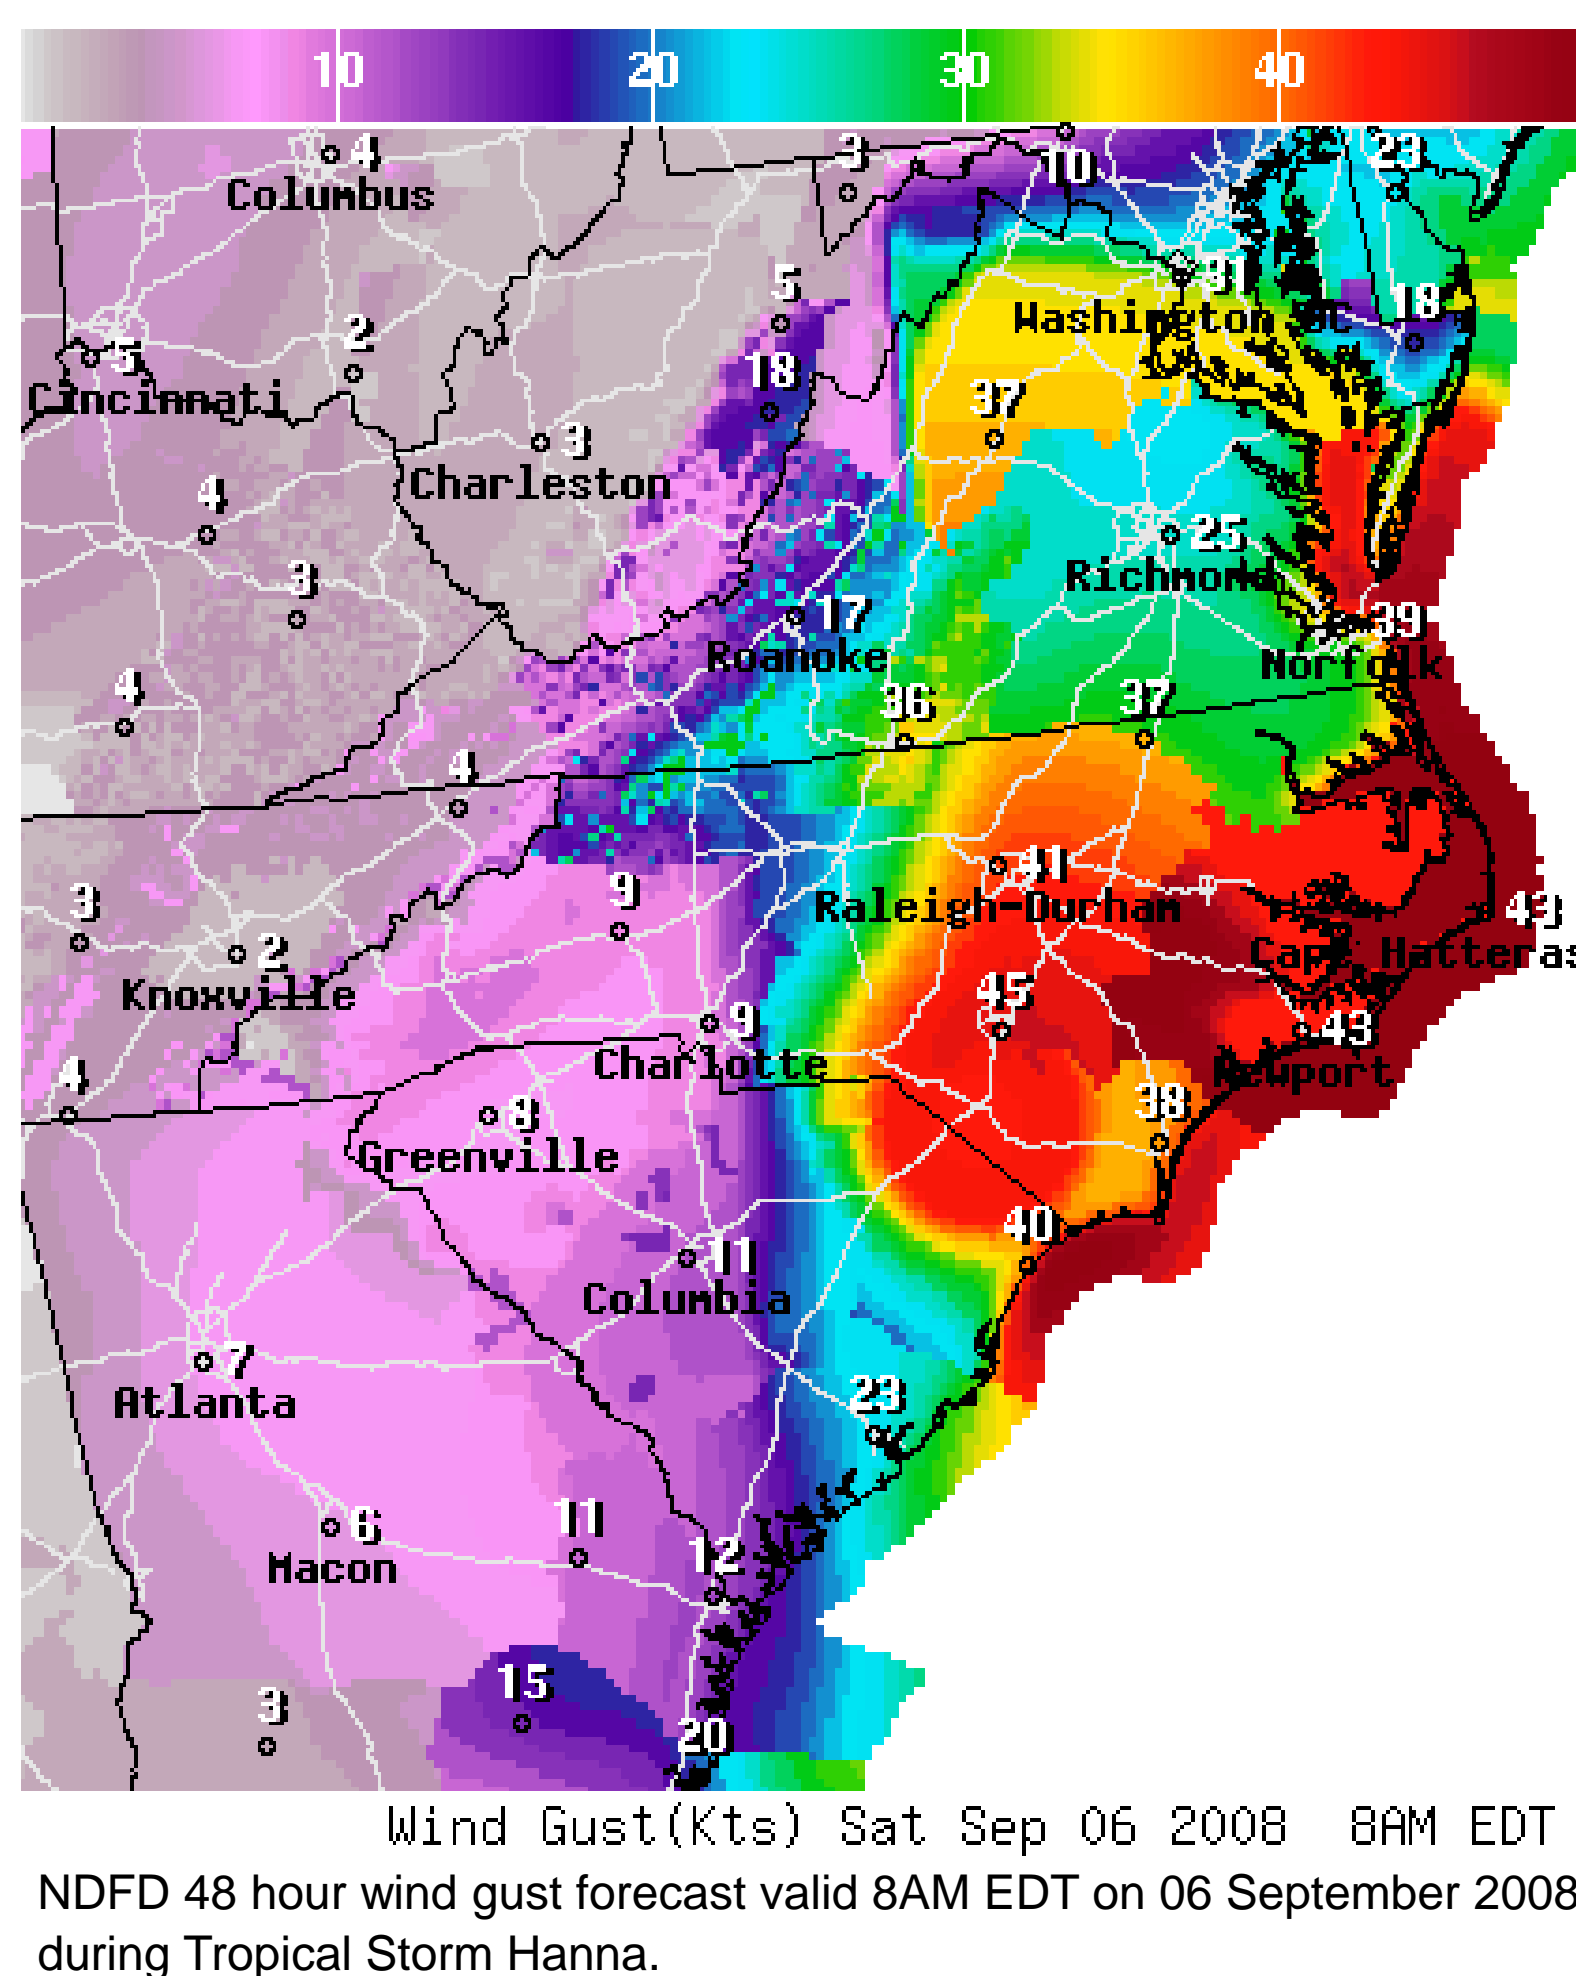 10 20 30 40
4 3 10 23
Columbus
5 31 18
Washington DC
2
5 18 37
Cincinnati
3
Charleston
4 25
3 Richmond
17 39
Roanoke Norfolk
4 36 37
4
41
3 9 Raleigh-Durham 43
2 Cape Hatteras
Knoxville 45
9 43
4 Charlotte Newport
8 38
Greenville
40
11
Columbia
7 23
Atlanta
6 11 12
Macon
15
3 20
Wind Gust(Kts) Sat Sep 06 2008 8AM EDT
NDFD 48 hour wind gust forecast valid 8AM EDT on 06 September 2008
during Tropical Storm Hanna.